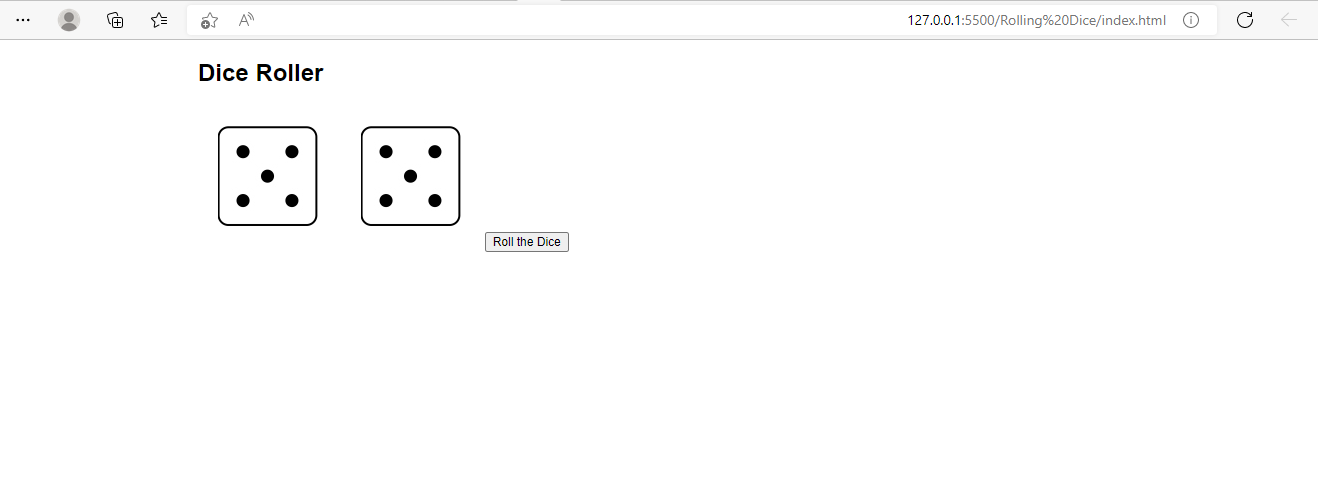 127.0.0.1:5500/Rolling%20Dice/index.html
Dice Roller
Roll the Dice